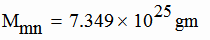 Mmn = 7.349 × 10^25 gm